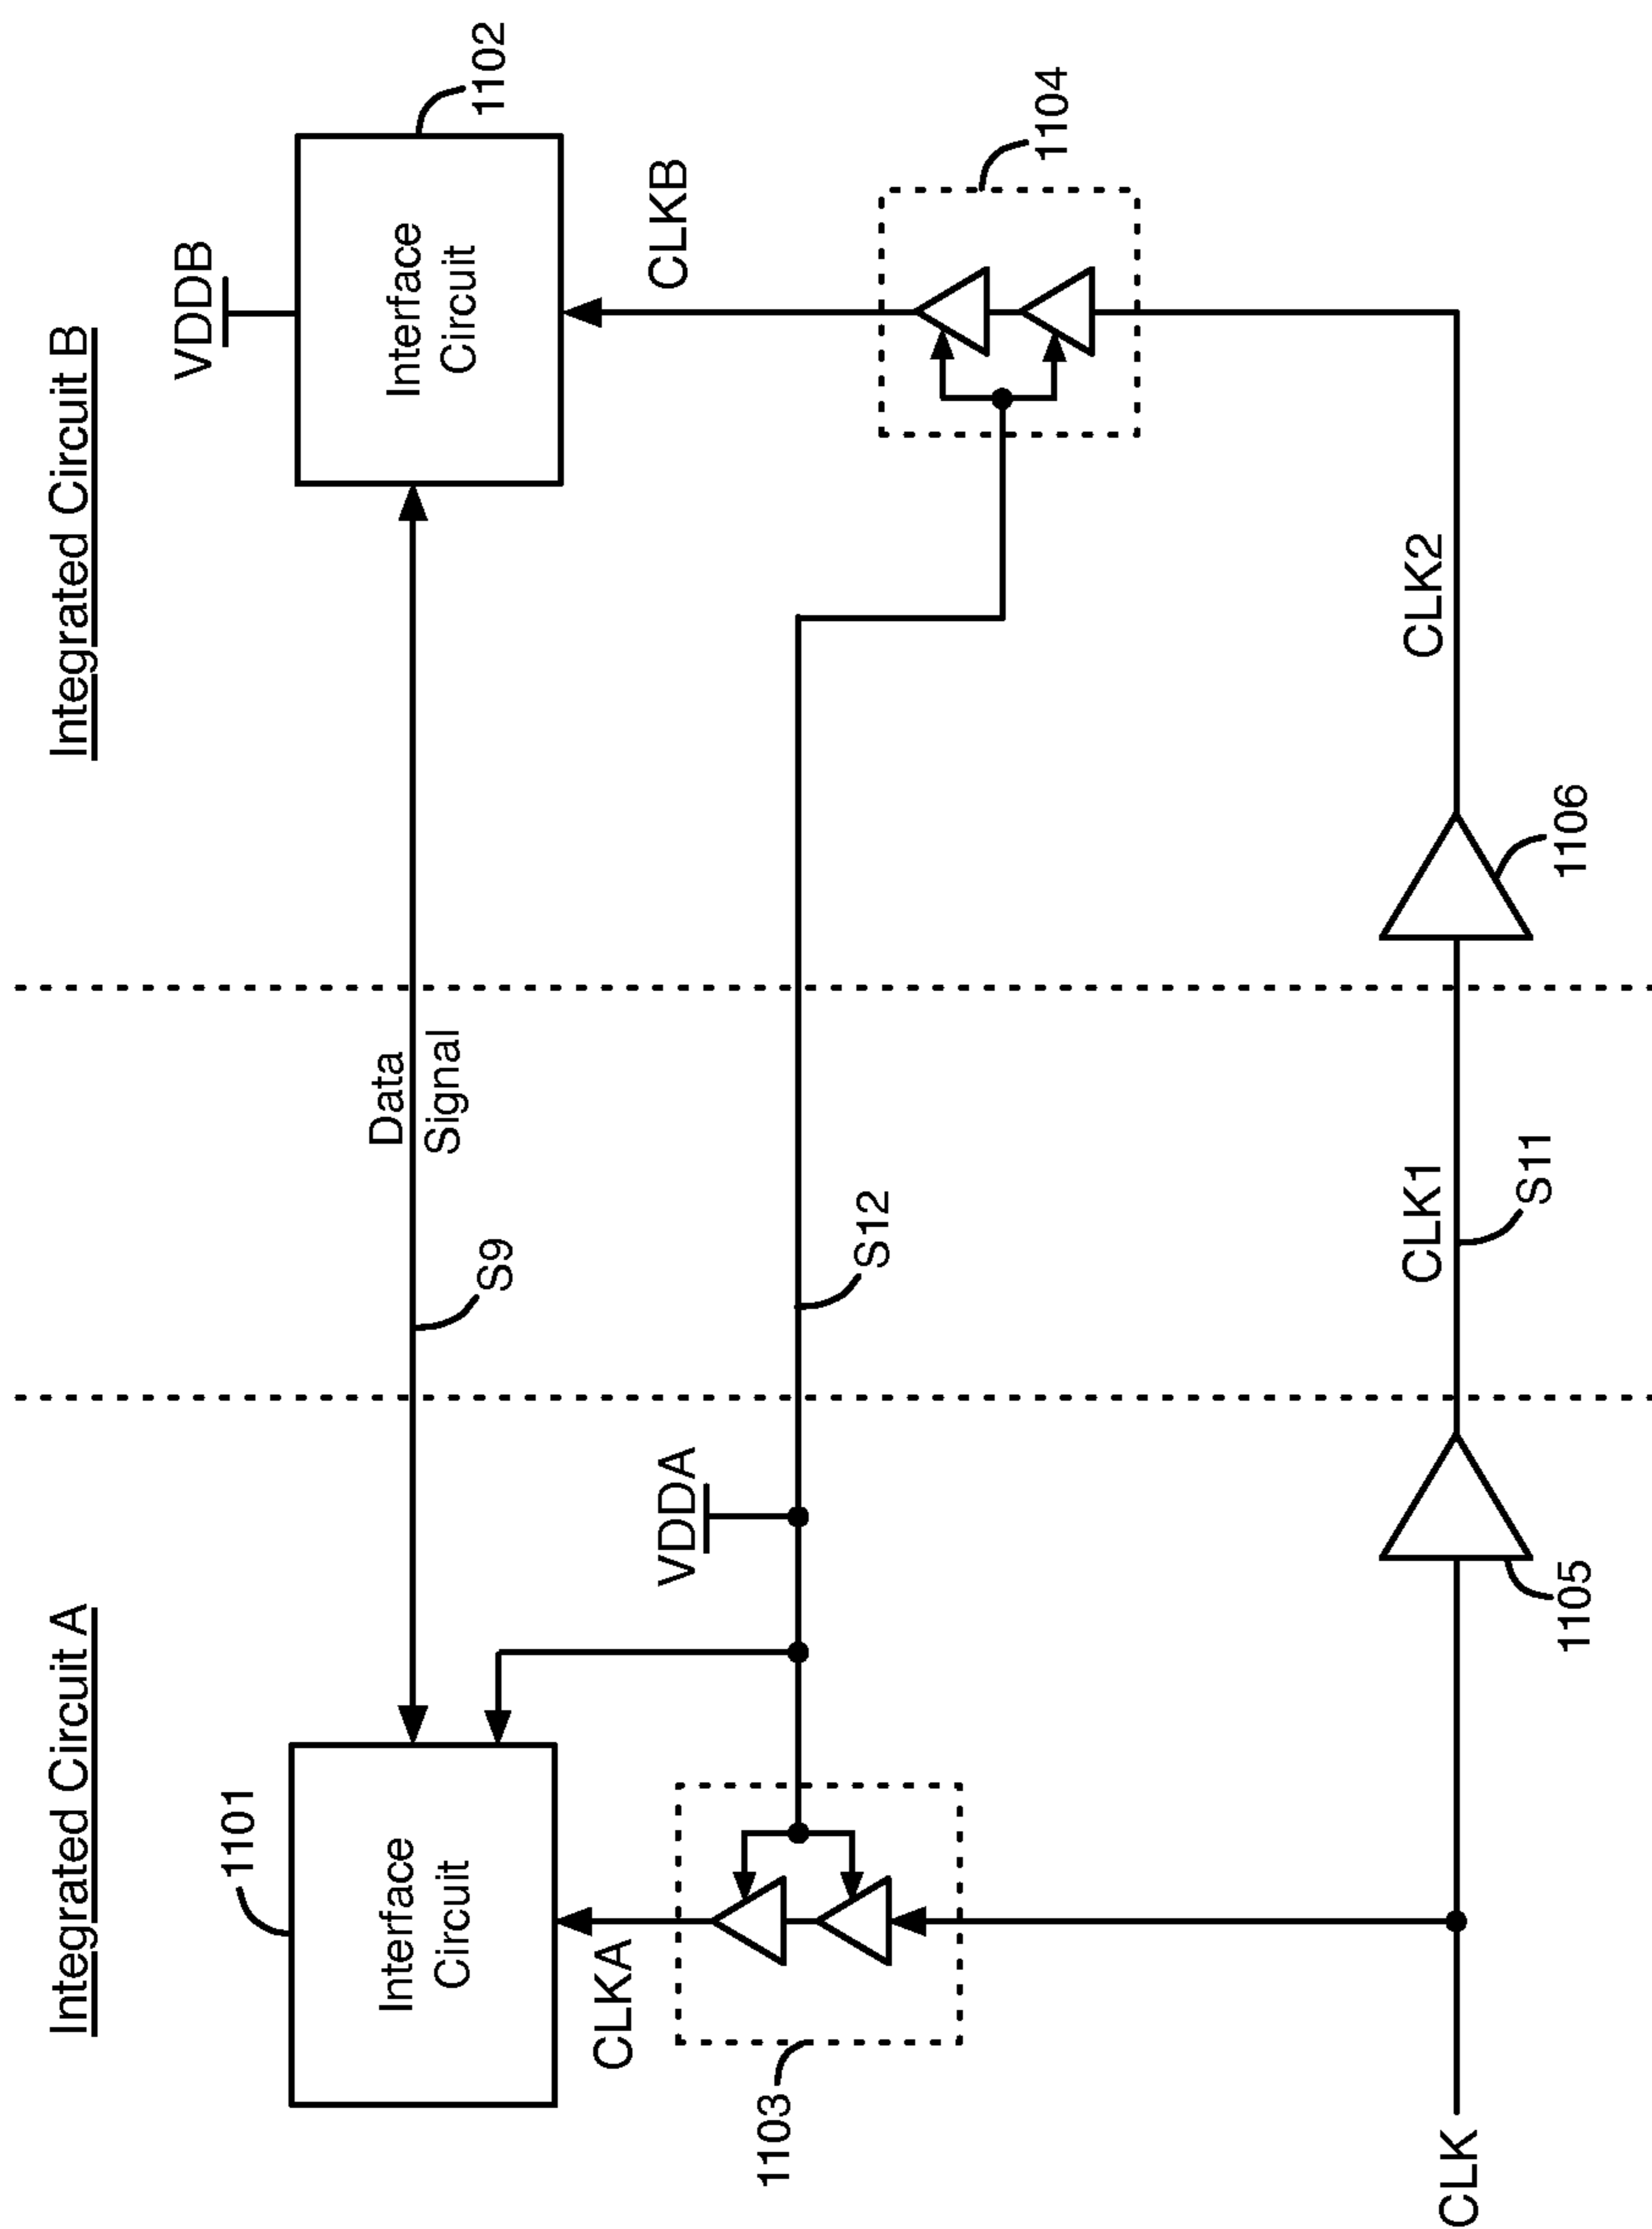 Integrated Circuit A
Integrated Circuit B
1101
Interface
Circuit
VDDB
Interface
Circuit
1102
Data
Signal
S9
CLKA
VDDA
CLKB
1103
S12
1104
CLK
1105
CLK1
S11
1106
CLK2